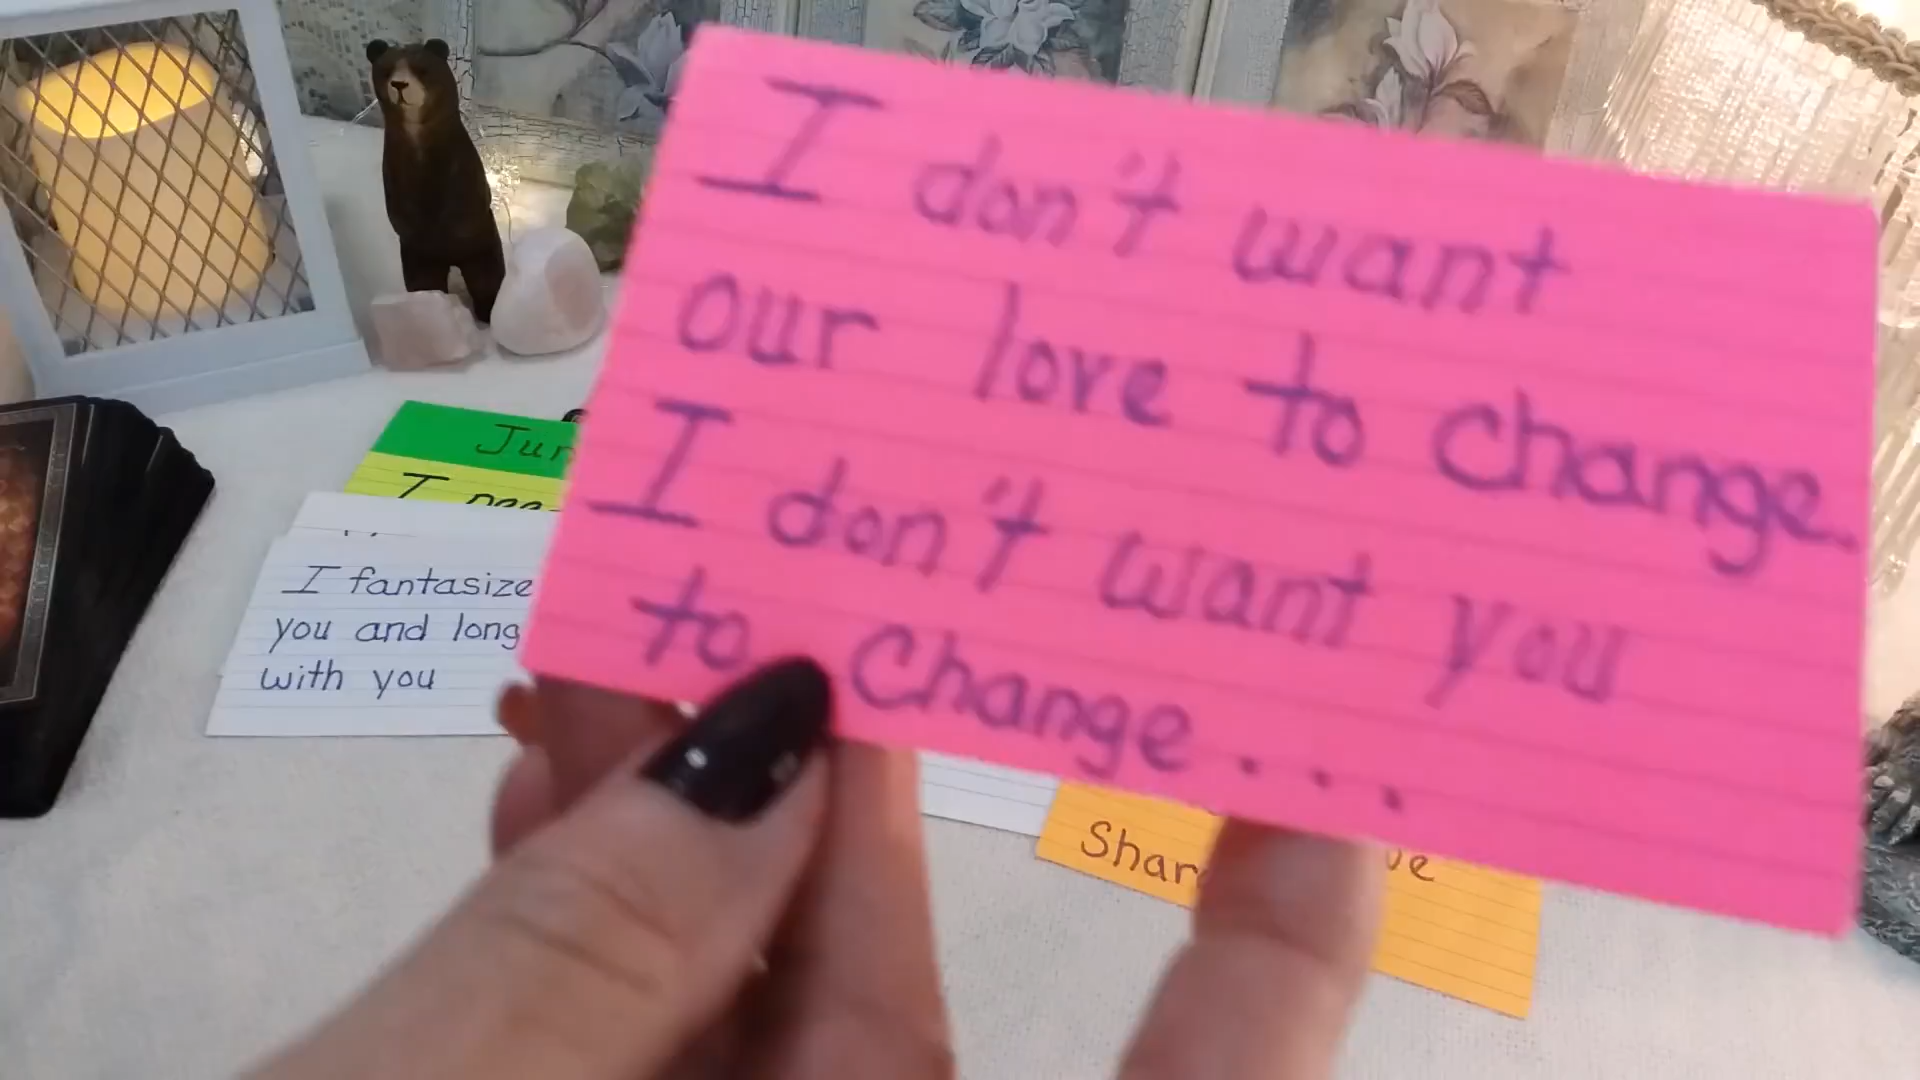 I don't want
our love to change.
I don't want you
to change...
I
I fantasize
you and long
with you